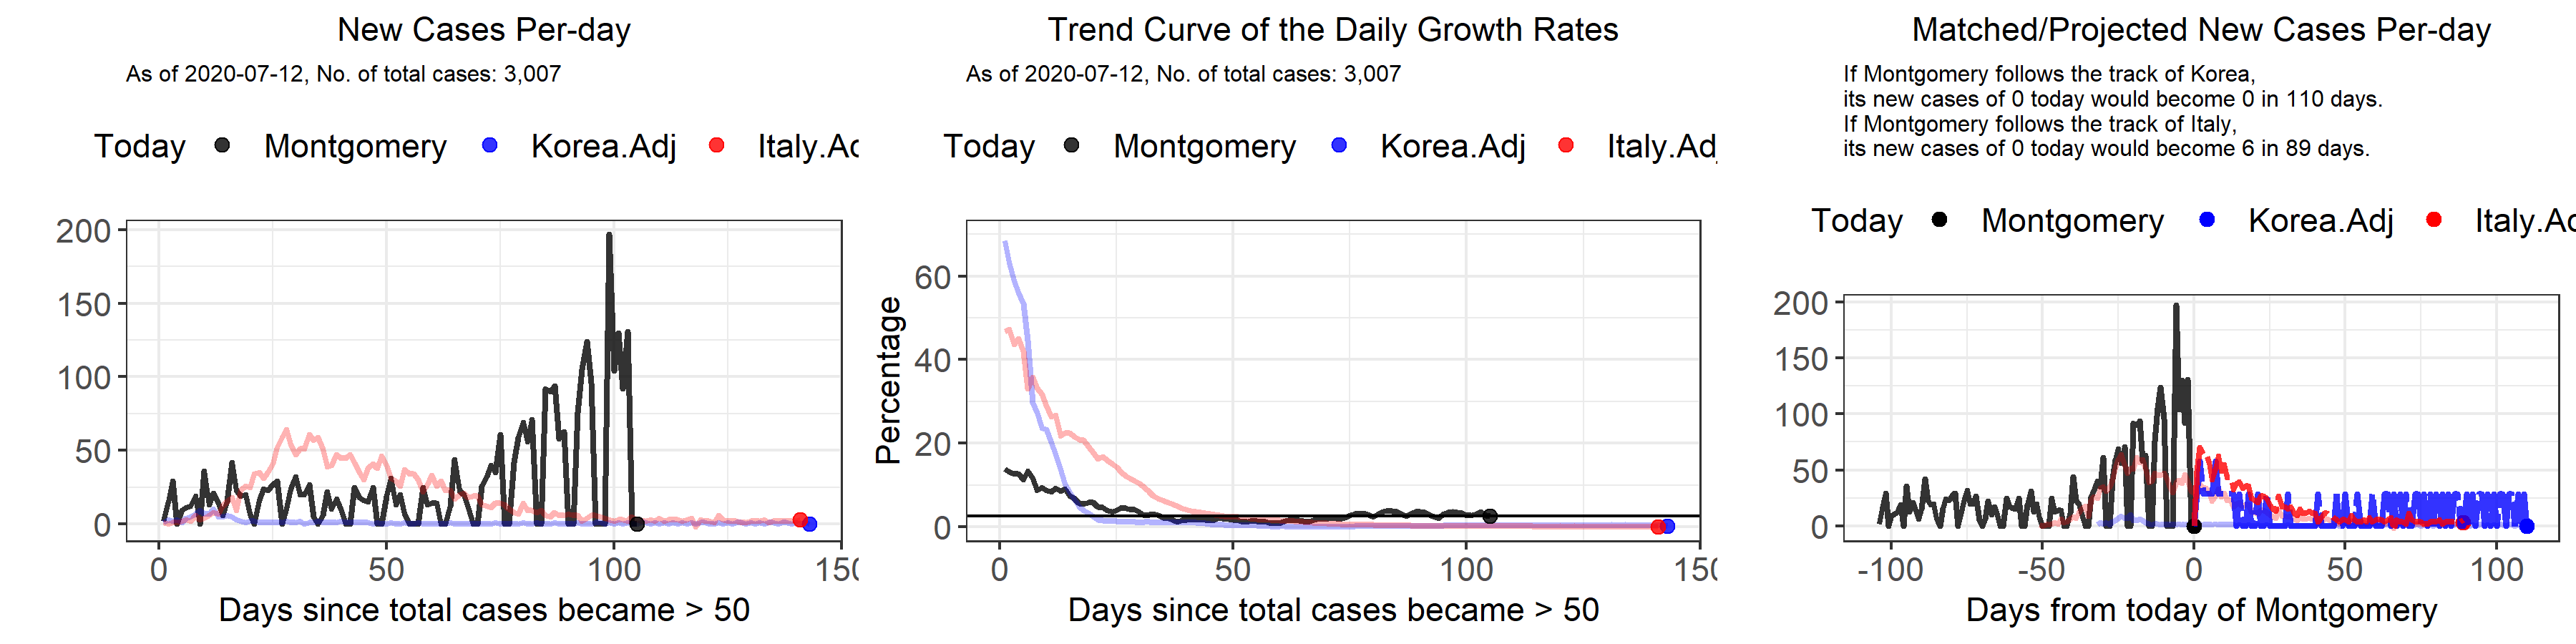 New Cases Per-day
As of 2020-07-12, No. of total cases: 3,007
Today Montgomery Korea.Adj Italy.Ac
200
150
100
50
0
0 50 100 150
Days since total cases became > 50
Trend Curve of the Daily Growth Rates
As of 2020-07-12, No. of total cases: 3,007
Today Montgomery Korea.Adj Italy.Adj
Percentage
60
40
20
0
0 50 100 150
Days since total cases became > 50
Matched/Projected New Cases Per-day
If Montgomery follows the track of Korea,
its new cases of 0 today would become 0 in 110 days.
If Montgomery follows the track of Italy,
its new cases of 0 today would become 6 in 89 days.
Today Montgomery Korea.Adj Italy.Ac
200
150
100
50
0
-100 -50 0 50 100
Days from today of Montgomery